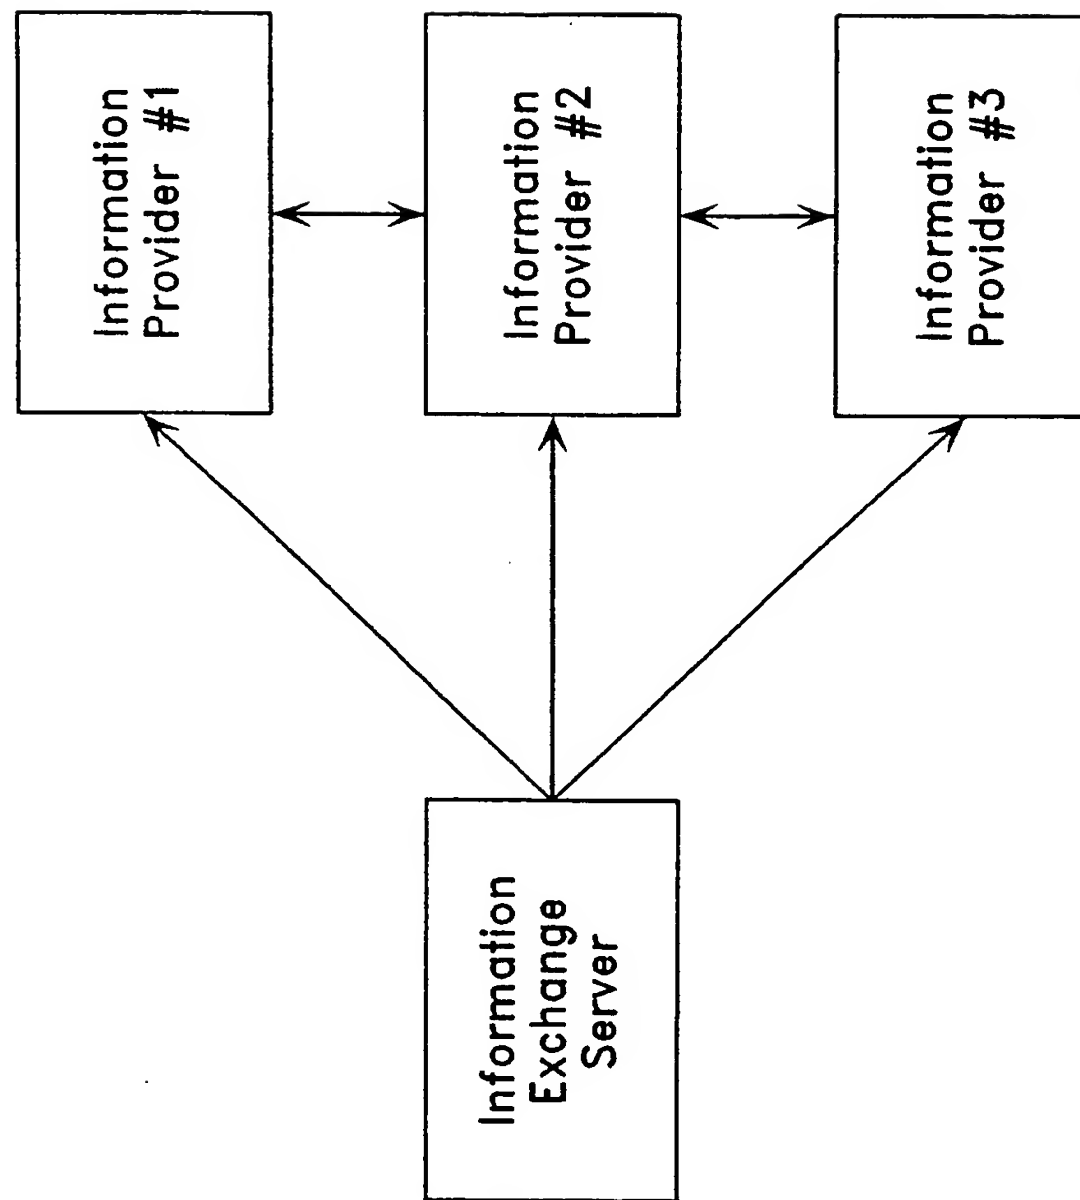 Information
Provider #1
Information
Provider #2
Information
Provider #3
Information
Exchange
Server